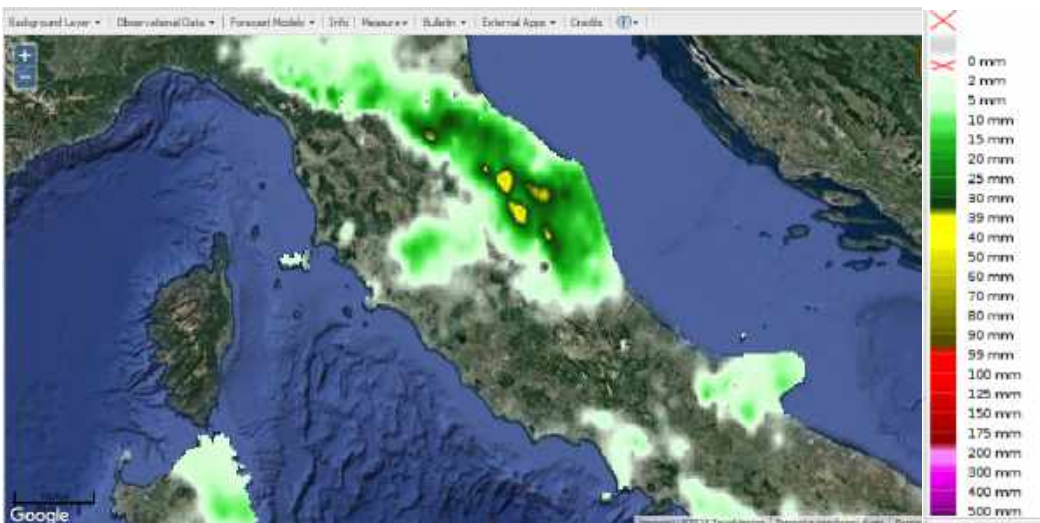 Background Layer Observational Data Forecast Models Info Measure Bulletin External Apps Credits
0 mm
2 mm
5 mm
10 mm
15 mm
20 mm
25 mm
30 mm
39 mm
40 mm
50 mm
60 mm
70 mm
80 mm
90 mm
99 mm
100 mm
125 mm
150 mm
175 mm
200 mm
300 mm
400 mm
500 mm
Google